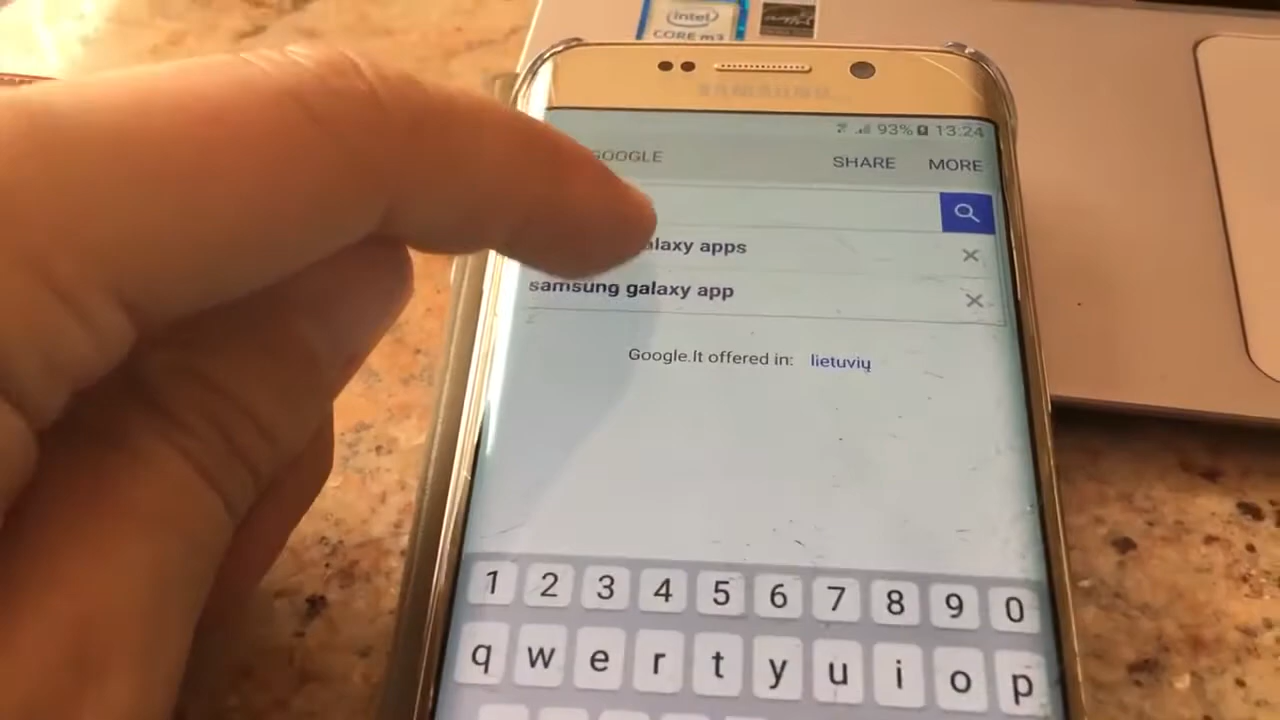 intel
CORE m3
SAMSUNG
93% 13:24
GOOGLE SHARE MORE
alaxy apps
samsung galaxy app
Google.lt offered in: lietuvių
1 2 3 4 5 6 7 8 9 0
q w e r t y u i o p